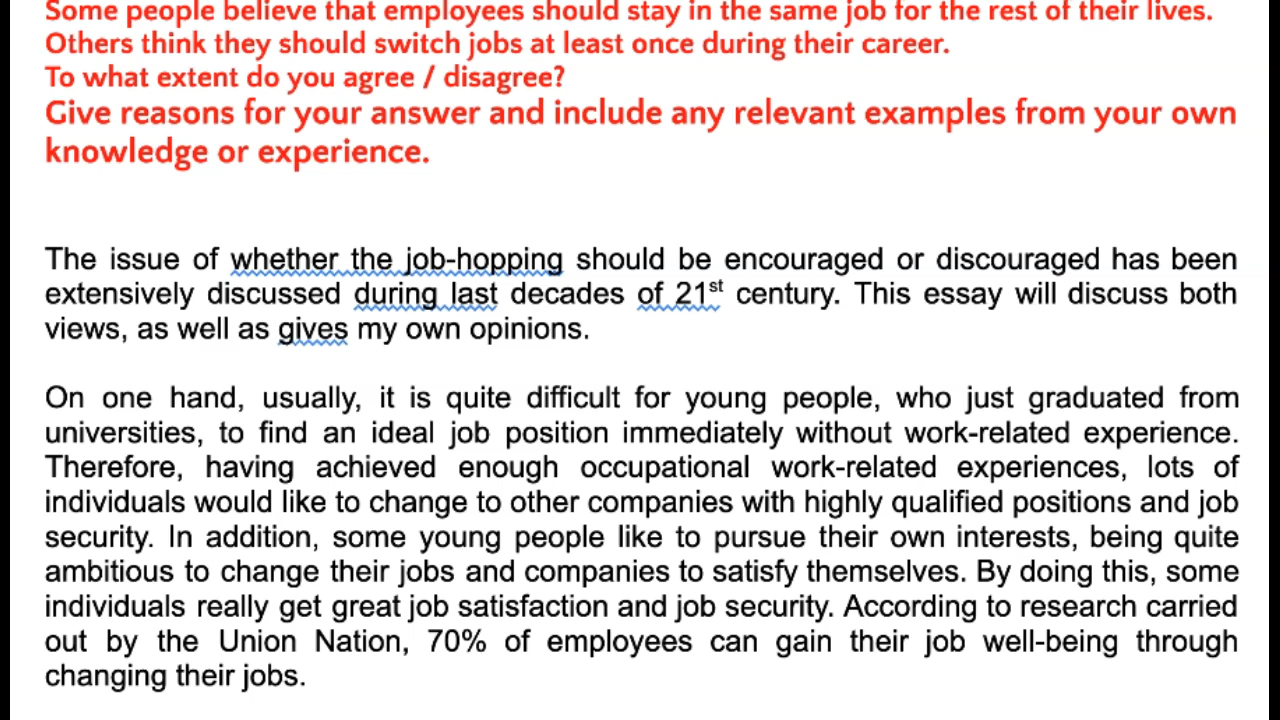 Some people believe that employees should stay in the same job for the rest of their lives.
Others think they should switch jobs at least once during their career.
To what extent do you agree / disagree?
Give reasons for your answer and include any relevant examples from your own
knowledge or experience.
The issue of whether the job-hopping should be encouraged or discouraged has been
extensively discussed during last decades of 21st century. This essay will discuss both
views, as well as gives my own opinions.
On one hand, usually, it is quite difficult for young people, who just graduated from
universities, to find an ideal job position immediately without work-related experience.
Therefore, having achieved enough occupational work-related experiences, lots of
individuals would like to change to other companies with highly qualified positions and job
security. In addition, some young people like to pursue their own interests, being quite
ambitious to change their jobs and companies to satisfy themselves. By doing this, some
individuals really get great job satisfaction and job security. According to research carried
out by the Union Nation, 70% of employees can gain their job well-being through
changing their jobs.